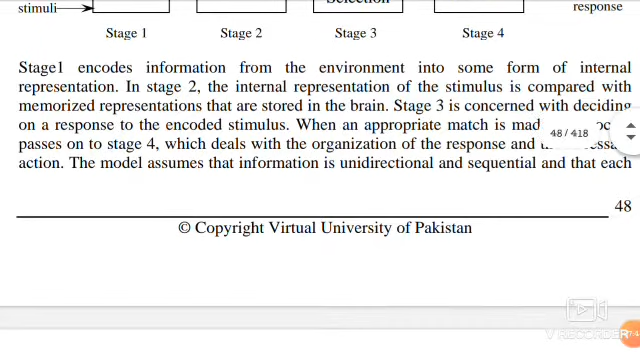 stimuli
response
Stage 1 Stage 2 Stage 3 Stage 4
Stage1 encodes information from the environment into some form of internal
representation. In stage 2, the internal representation of the stimulus is compared with
memorized representations that are stored in the brain. Stage 3 is concerned with deciding
on a response to the encoded stimulus. When an appropriate match is
passes on to stage 4, which deals with the organization of the response and
action. The model assumes that information is unidirectional and sequential and that each
48 / 418
48
© Copyright Virtual University of Pakistan
V RECORDER